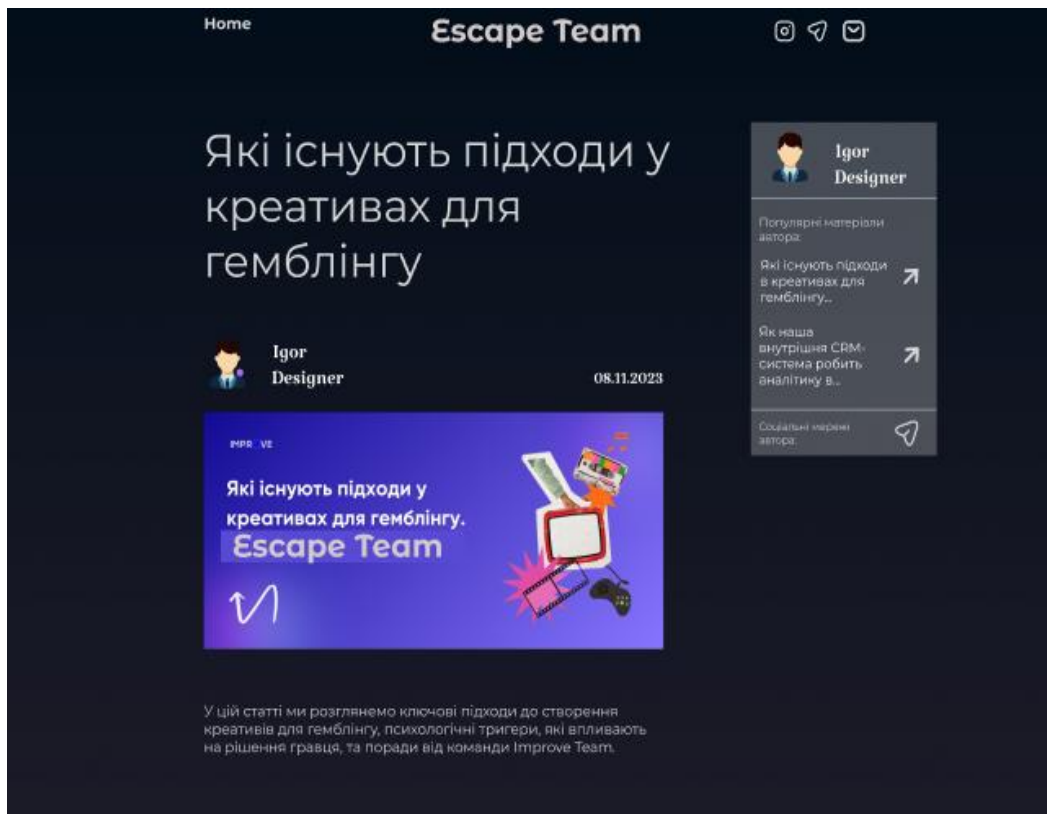 Home
Escape Team
Які існують підходи у
креативах для
гемблінгу
Igor
Designer
08.11.2023
IMPR VE
Які існують підходи у
креативах для гемблінгу.
Escape Team
У цій статті ми розглянемо ключові підходи до створення
креативів для гемблінгу, психологічні тригери, які впливають
на рішення гравця, та поради від команди Improve Team.
Igor
Designer
Популярні матеріали
автора:
Які існують підходи
в креативах для
гемблінгу...
Як наша
внутрішня CRM-
система робить
аналітику в...
Соціальні мережі
автора: